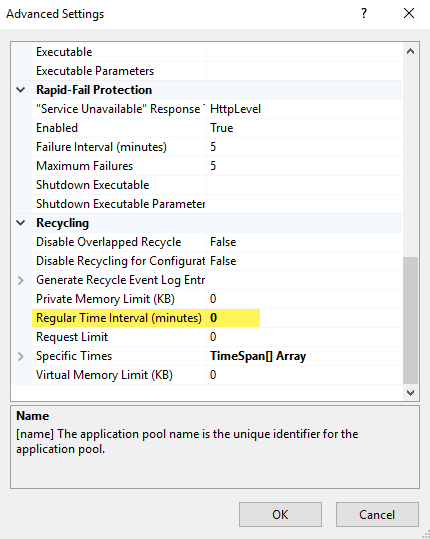 Advanced Settings
?
Executable
Executable Parameters
Rapid-Fail Protection
"Service Unavailable" Response T HttpLevel
Enabled True
Failure Interval (minutes) 5
Maximum Failures 5
Shutdown Executable
Shutdown Executable Parameter
Recycling
Disable Overlapped Recycle False
Disable Recycling for Configurat False
Generate Recycle Event Log Entr
Private Memory Limit (KB) 0
Regular Time Interval (minutes) 0
Request Limit 0
Specific Times TimeSpan[] Array
Virtual Memory Limit (KB) 0
Name
[name] The application pool name is the unique identifier for the
application pool.
OK Cancel